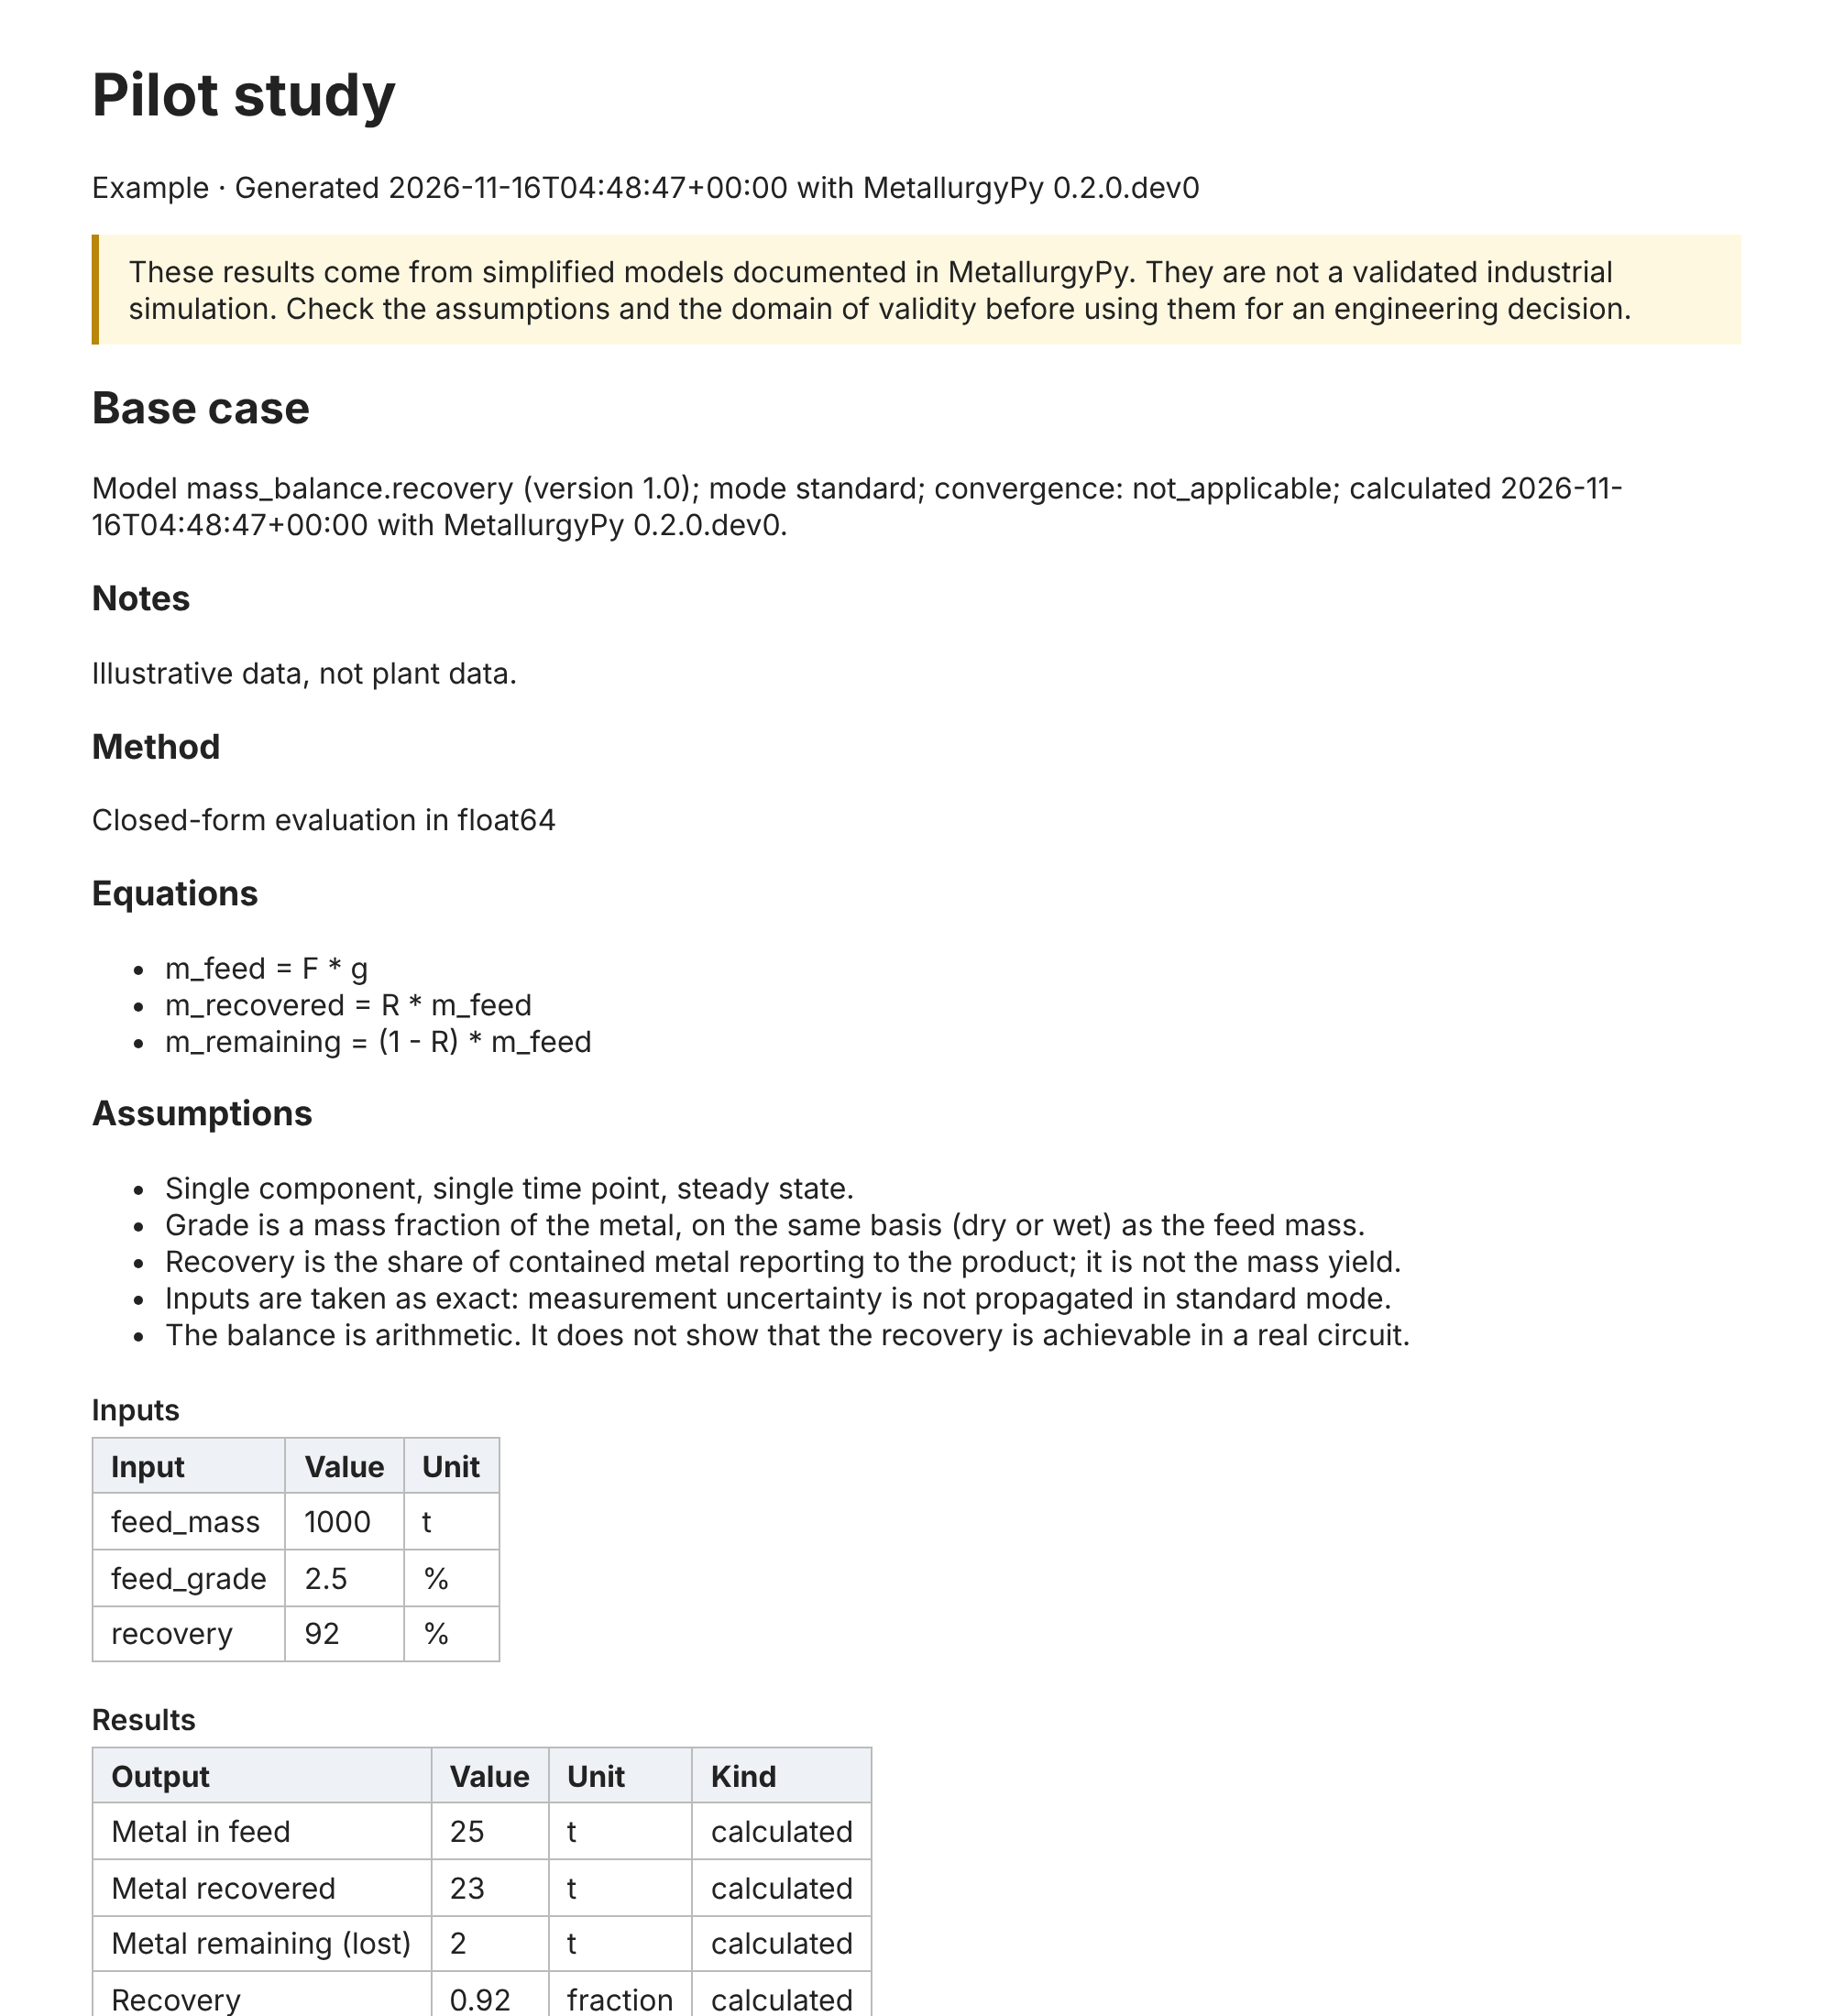 Pilot study
Example · Generated 2026-11-16T04:48:47+00:00 with MetallurgyPy 0.2.0.dev0
These results come from simplified models documented in MetallurgyPy. They are not a validated industrial
simulation. Check the assumptions and the domain of validity before using them for an engineering decision.
Base case
Model mass_balance.recovery (version 1.0); mode standard; convergence: not_applicable; calculated 2026-11-
16T04:48:47+00:00 with MetallurgyPy 0.2.0.dev0.
Notes
Illustrative data, not plant data.
Method
Closed-form evaluation in float64
Equations
• m_feed = F * g
• m_recovered = R * m_feed
• m_remaining = (1 - R) * m_feed
Assumptions
• Single component, single time point, steady state.
• Grade is a mass fraction of the metal, on the same basis (dry or wet) as the feed mass.
• Recovery is the share of contained metal reporting to the product; it is not the mass yield.
• Inputs are taken as exact: measurement uncertainty is not propagated in standard mode.
• The balance is arithmetic. It does not show that the recovery is achievable in a real circuit.
Inputs
Input Value Unit
feed_mass 1000 t
feed_grade 2.5 %
recovery 92 %
Results
Output Value Unit Kind
Metal in feed 25 t calculated
Metal recovered 23 t calculated
Metal remaining (lost) 2 t calculated
Recovery 0.92 fraction calculated